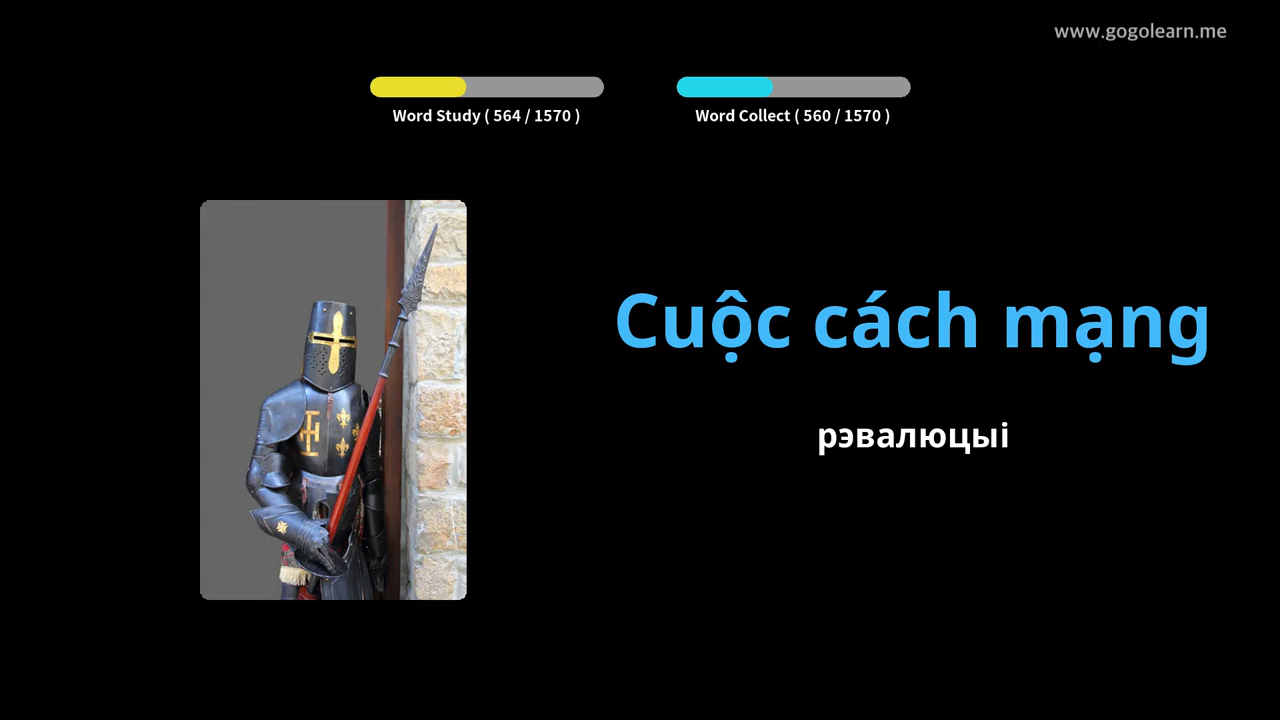 www.gogolearn.me
Word Study ( 564 / 1570 )
Word Collect ( 560 / 1570 )
Cuộc cách mạng
рэвалюцыі